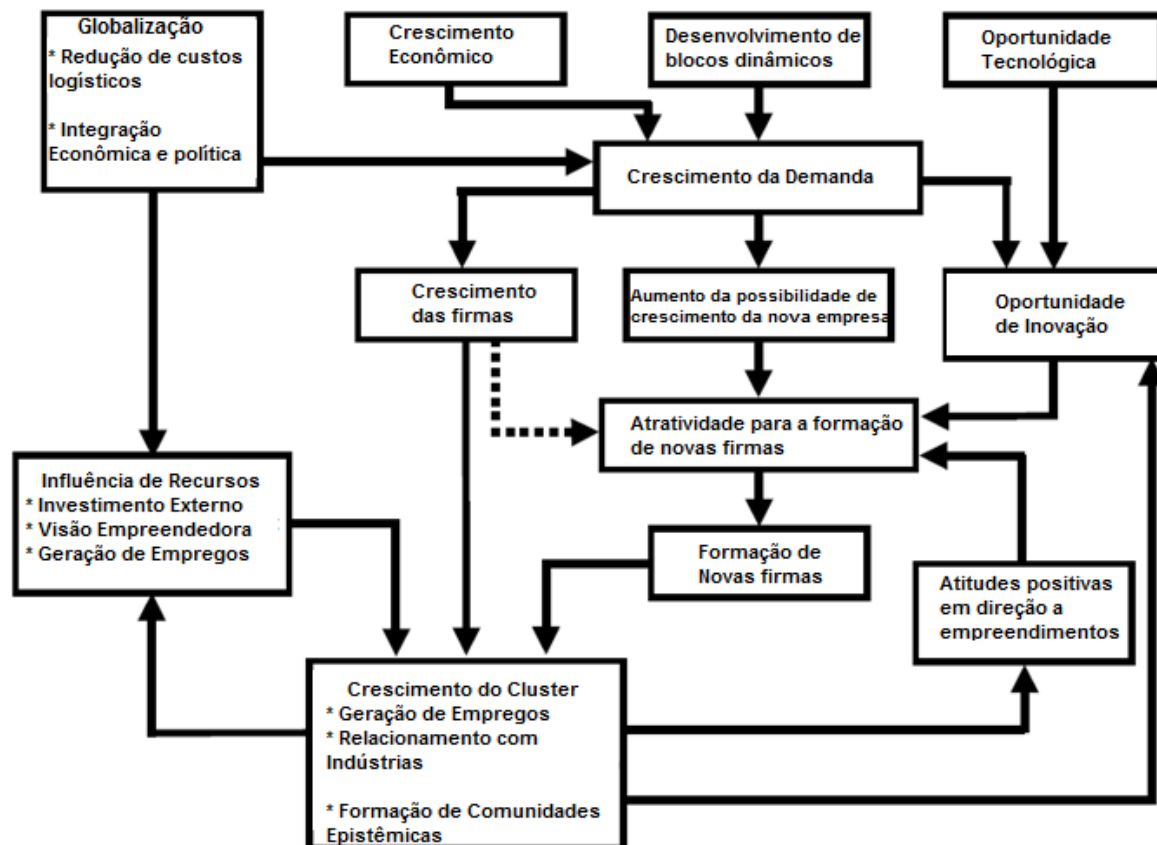 Globalização
* Redução de custos
logísticos
* Integração
Econômica e política
Crescimento
Econômico
Desenvolvimento de
blocos dinâmicos
Oportunidade
Tecnológica
Crescimento da Demanda
Crescimento
das firmas
Aumento da possibilidade de
crescimento da nova empresa
Oportunidade
de Inovação
Atratividade para a formação
de novas firmas
Influência de Recursos
* Investimento Externo
* Visão Empreendedora
* Geração de Empregos
Formação de
Novas firmas
Atitudes positivas
em direção a
empreendimentos
Crescimento do Cluster
* Geração de Empregos
* Relacionamento com
Indústrias
* Formação de Comunidades
Epistêmicas